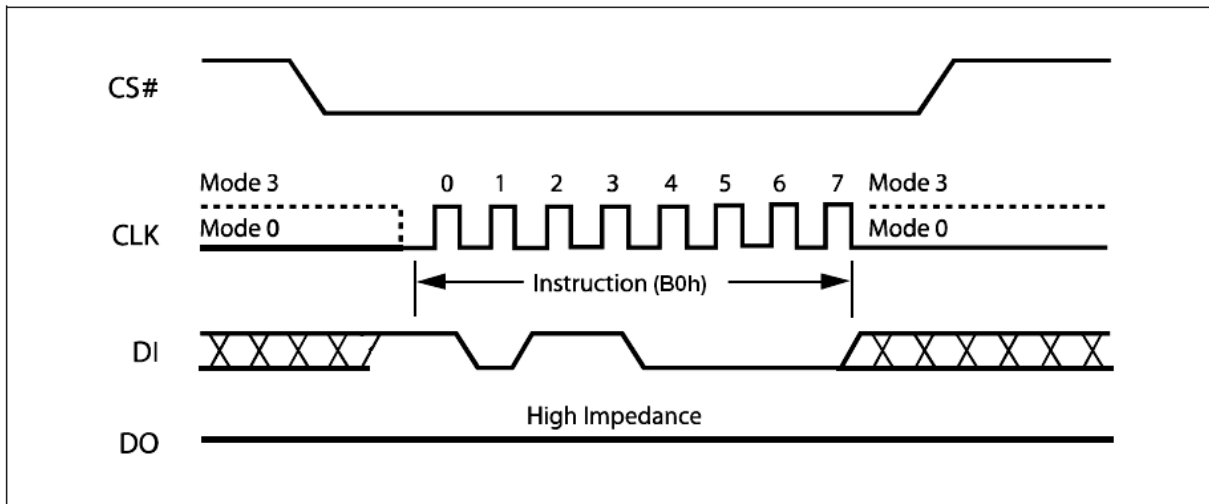 CS#
Mode 3 0 1 2 3 4 5 6 7 Mode 3
CLK Mode 0 Mode 0
Instruction (B0h)
DI
High Impedance
DO